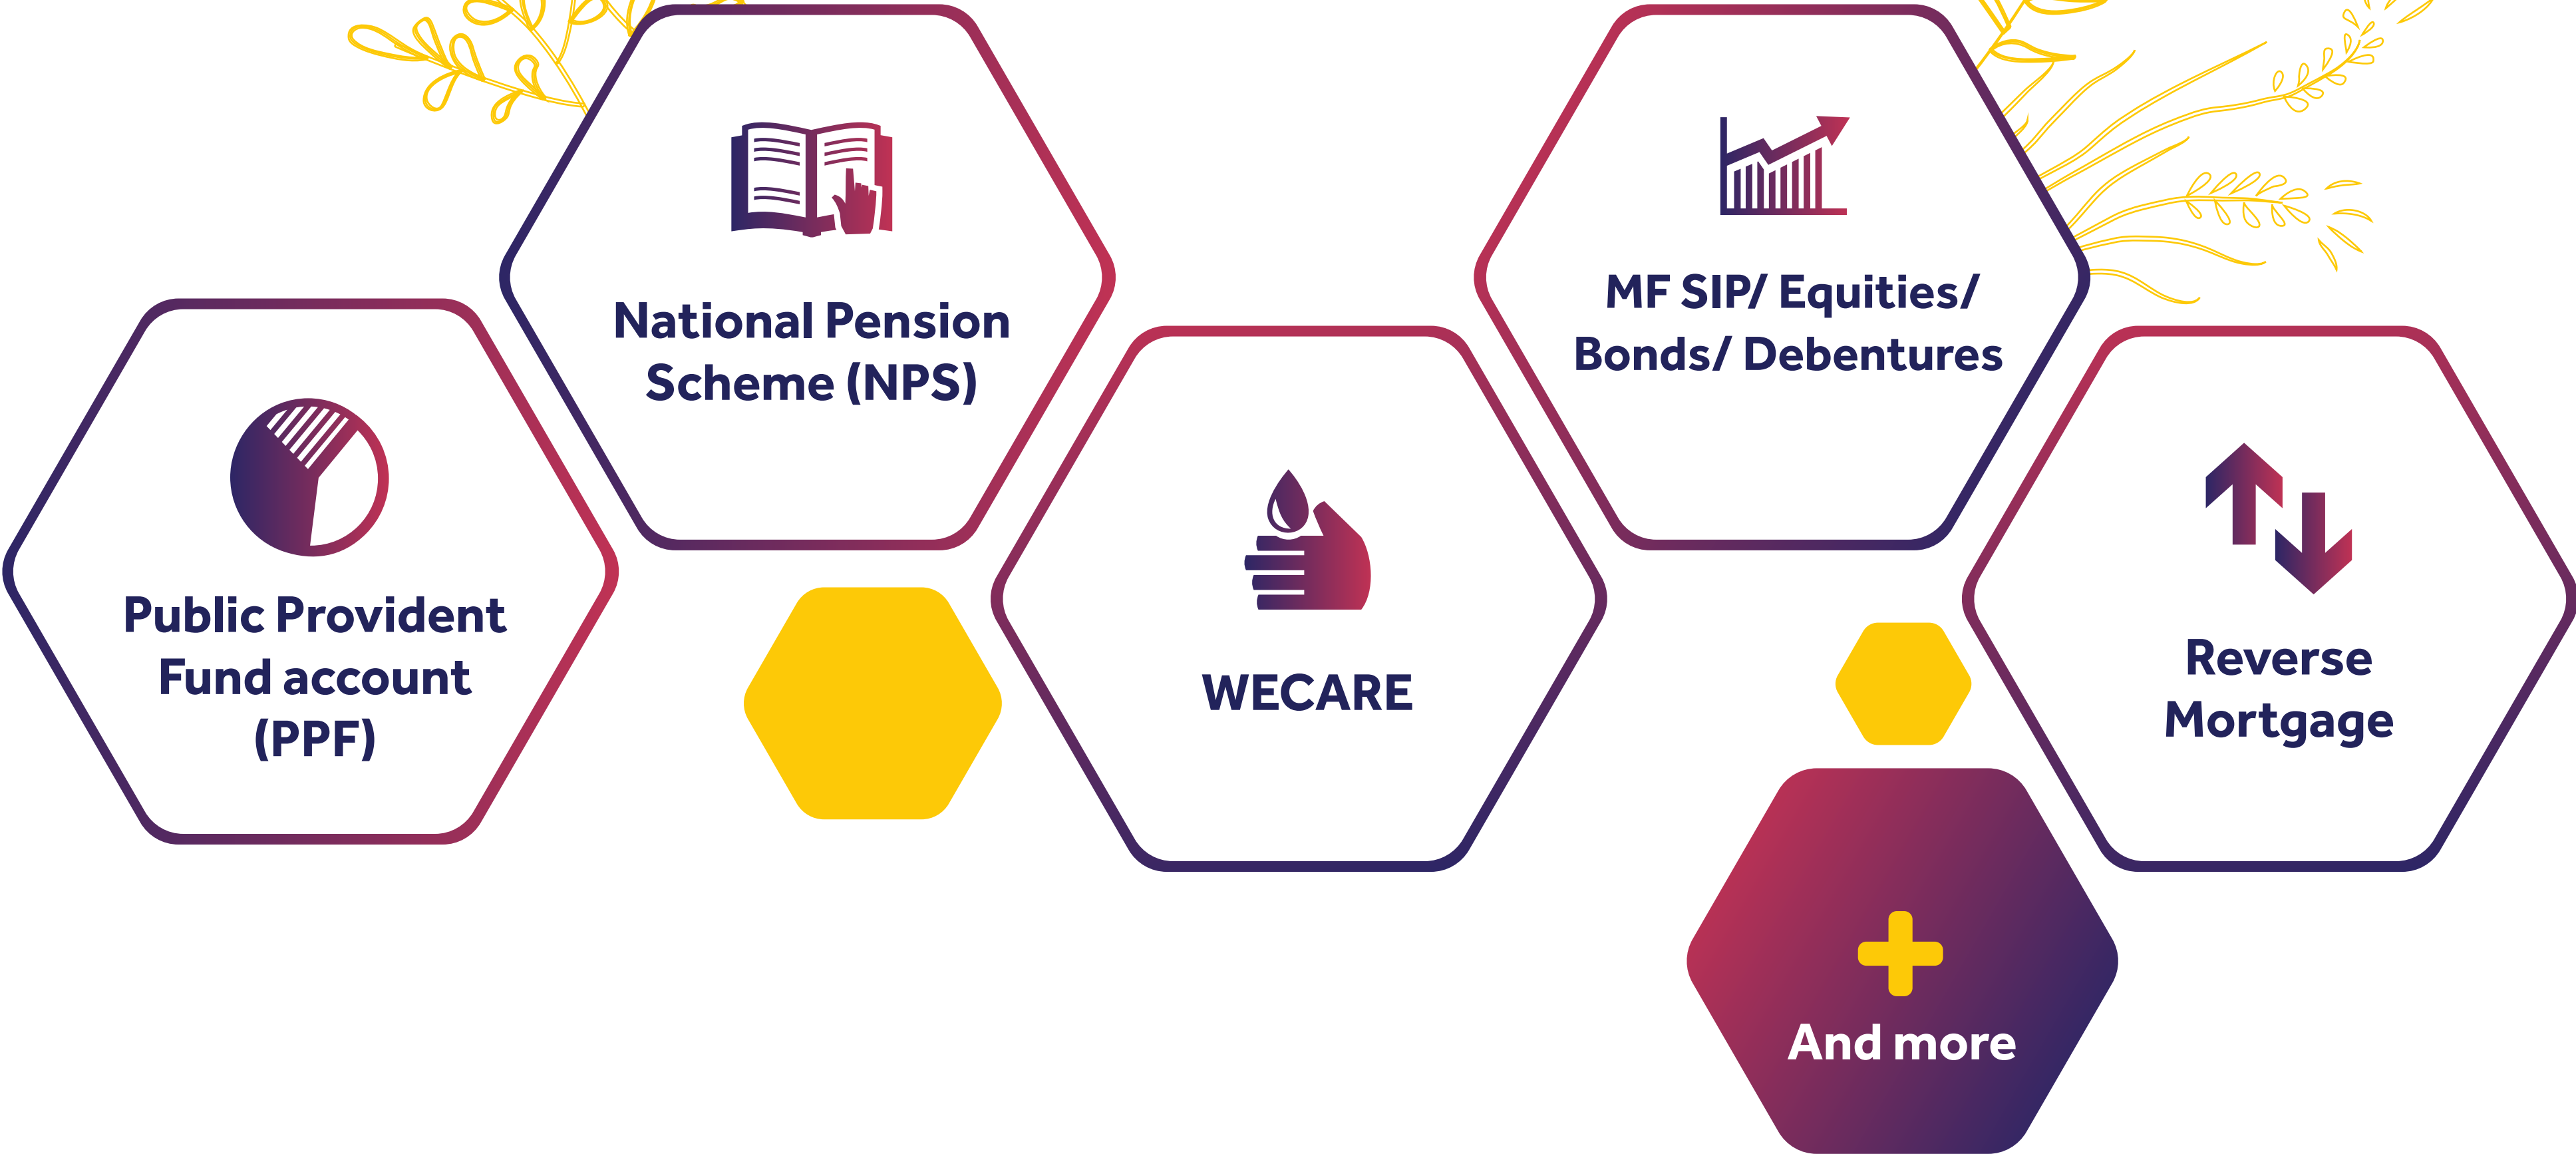 Public Provident
Fund account
(PPF)
National Pension
Scheme (NPS)
WECARE
MF SIP/ Equities/
Bonds/ Debentures
Reverse
Mortgage
And more